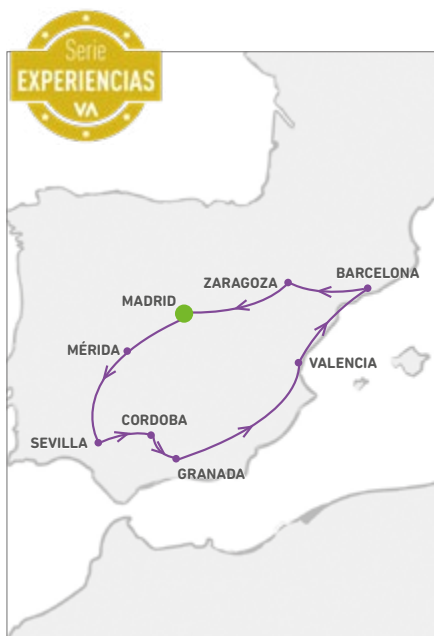 Serie
EXPERIENCIAS
VA
ZARAGOZA
BARCELONA
MADRID
MÉRIDA
VALENCIA
CORDOBA
SEVILLA
GRANADA